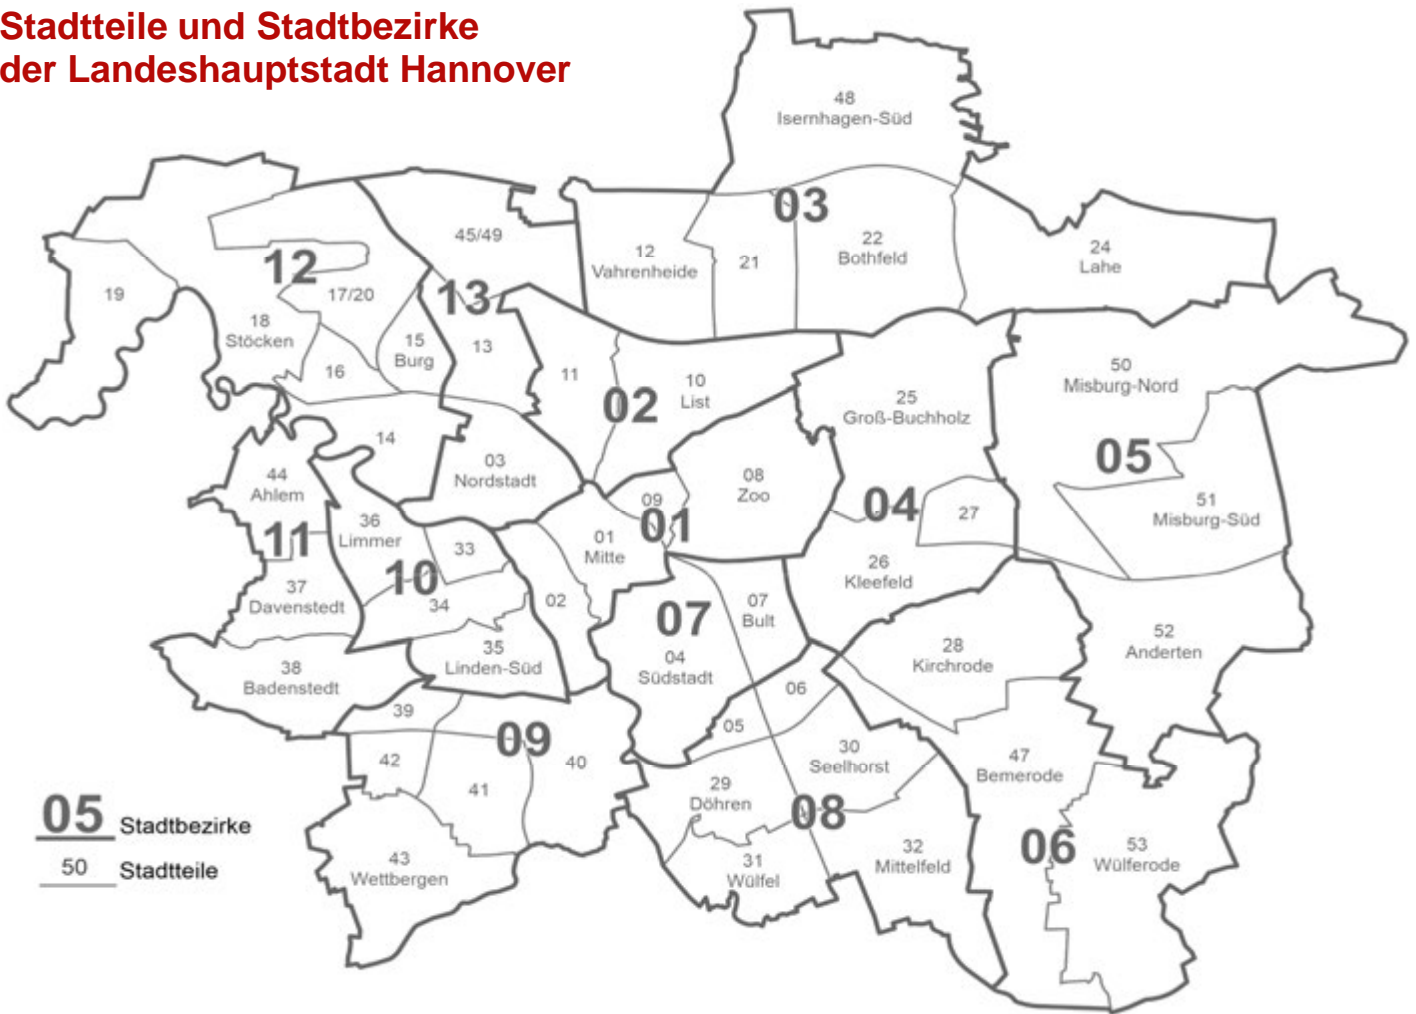 Stadtteile und Stadtbezirke
der Landeshauptstadt Hannover
48
Isernhagen-Süd
03
45/49
12
Vahrenheide
21
22
Bothfeld
24
Lahe
12
19
17/20
13
18
Stöcken
15
Burg
16
13
11
10
List
02
25
Groß-Buchholz
50
Misburg-Nord
05
14
03
Nordstadt
08
Zoo
44
Ahlem
09
01
04
27
51
Misburg-Süd
36
Limmer
11
33
01
Mitte
10
26
Kleefeld
37
Davenstedt
34
02
07
07
Bult
35
Linden-Süd
04
Südstadt
28
Kirchrode
52
Anderten
38
Badenstedt
06
39
05
09
40
42
41
30
Seelhorst
47
Bemerode
29
Döhren
08
05 Stadtbezirke
50 Stadtteile
43
Wettbergen
31
Wülfel
32
Mittelfeld
06
53
Wülferode